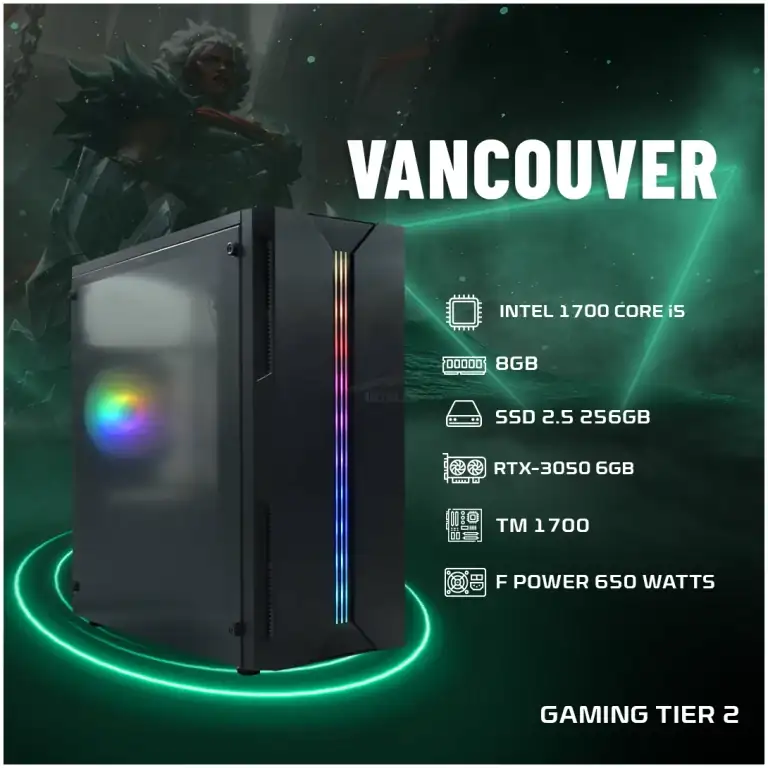 VANCOUVER
INTEL 1700 CORE i5
8GB
SSD 2.5 256GB
RTX-3050 6GB
TM 1700
F POWER 650 WATTS
GAMING TIER 2